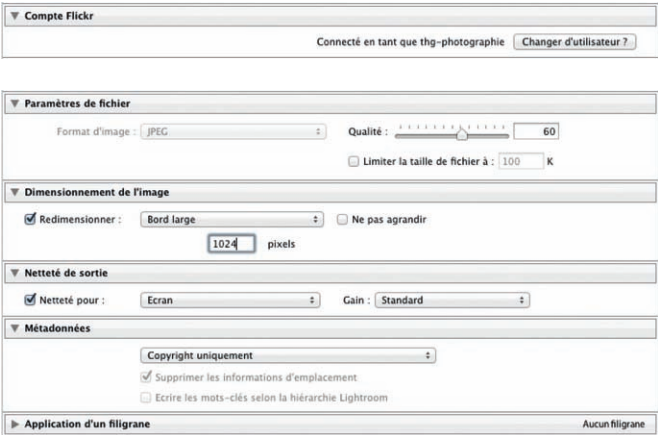 Compte Flickr
Connecté en tant que thg-photographie Changer d'utilisateur ?
Paramètres de fichier
Format d'image : JPEG Qualité : 60
Limiter la taille de fichier à : 100 K
Dimensionnement de l'image
Redimensionner : Bord large Ne pas agrandir
1024 pixels
Netteté de sortie
Netteté pour : Ecran Gain : Standard
Métadonnées
Copyright uniquement
Supprimer les informations d'emplacement
Ecrire les mots-clés selon la hiérarchie Lightroom
Application d'un filigrane Aucun filigrane